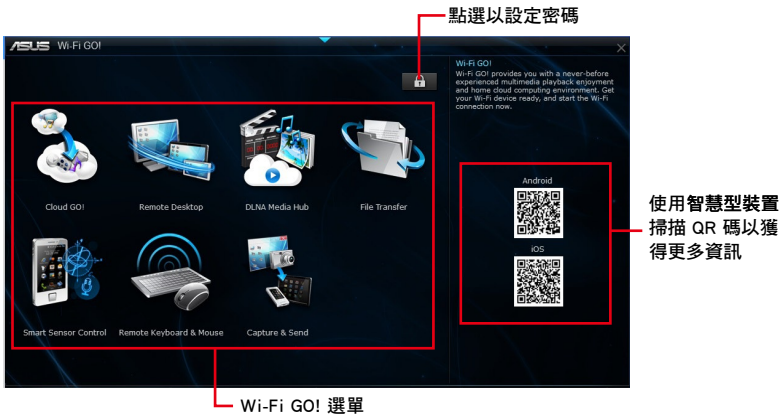 點選以設定密碼
ASUS Wi-Fi GO!
Wi-Fi GO!
Wi-Fi GO! provides you with a never-before
experienced multimedia playback enjoyment
and home cloud computing environment. Get
your Wi-Fi device ready, and start the Wi-Fi
connection now.
Cloud GO!
Remote Desktop
DLNA Media Hub
File Transfer
Android
iOS
使用智慧型裝置
掃描 QR 碼以獲
得更多資訊
Smart Sensor Control
Remote Keyboard & Mouse
Capture & Send
Wi-Fi GO! 選單